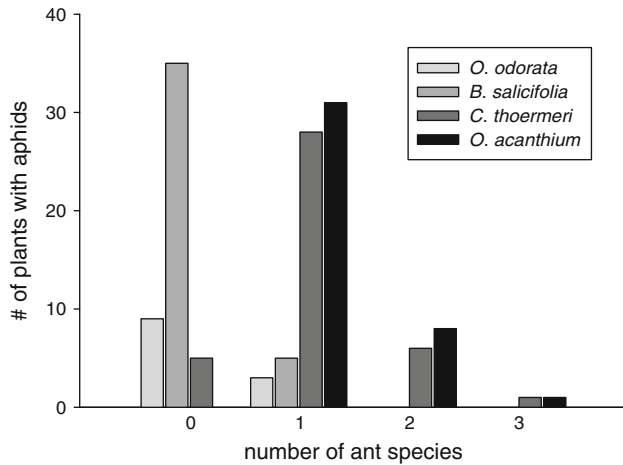 40
30
20
10
0
# of plants with aphids
O. odorata
B. salicifolia
C. thoermeri
O. acanthium
0 1 2 3
number of ant species